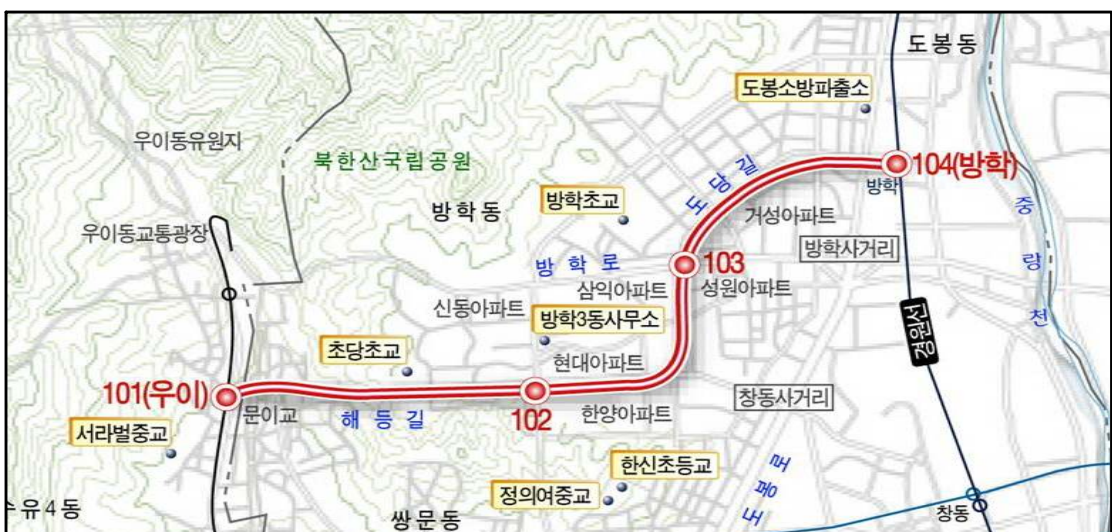 도봉동
도봉소방파출소
우이동유원지
북한산국립공원
104(방학)
방학
도당길
방학초교
방학동
거성아파트
중랑천
우이동교통광장
방학사거리
방학로
103
삼익아파트
성원아파트
신동아파트
방학3동사무소
경원선
초당초교
현대아파트
101(우이)
문이교
해등길
102
한양아파트
창동사거리
서라벌중교
한신초등교
정의여중교
도봉로
수유4동
쌍문동
창동